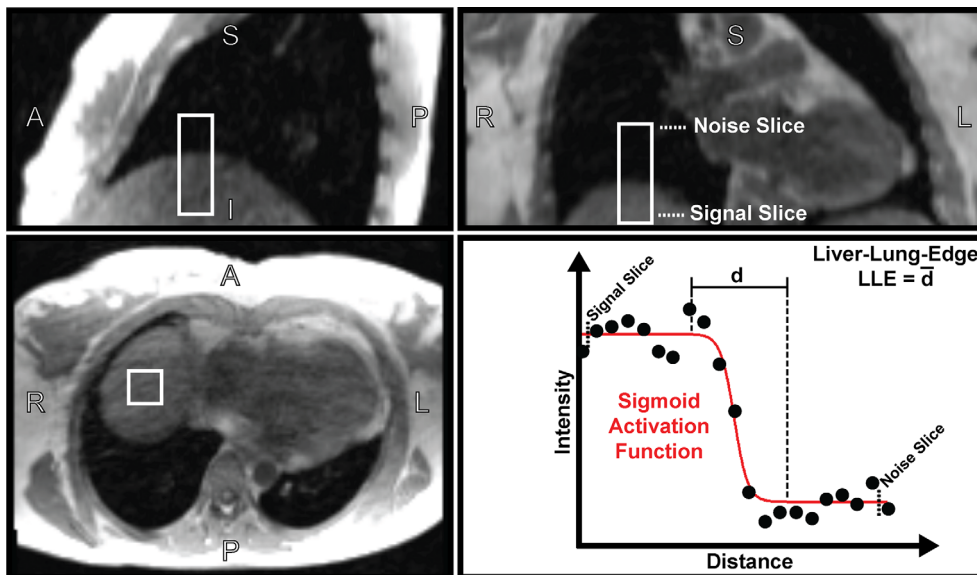 S
A
P
I
S
R
L
Noise Slice
Signal Slice
A
R
L
P
Liver-Lung-Edge
LLE = d̅
d
Signal Slice
Sigmoid
Activation
Function
Noise Slice
Intensity
Distance